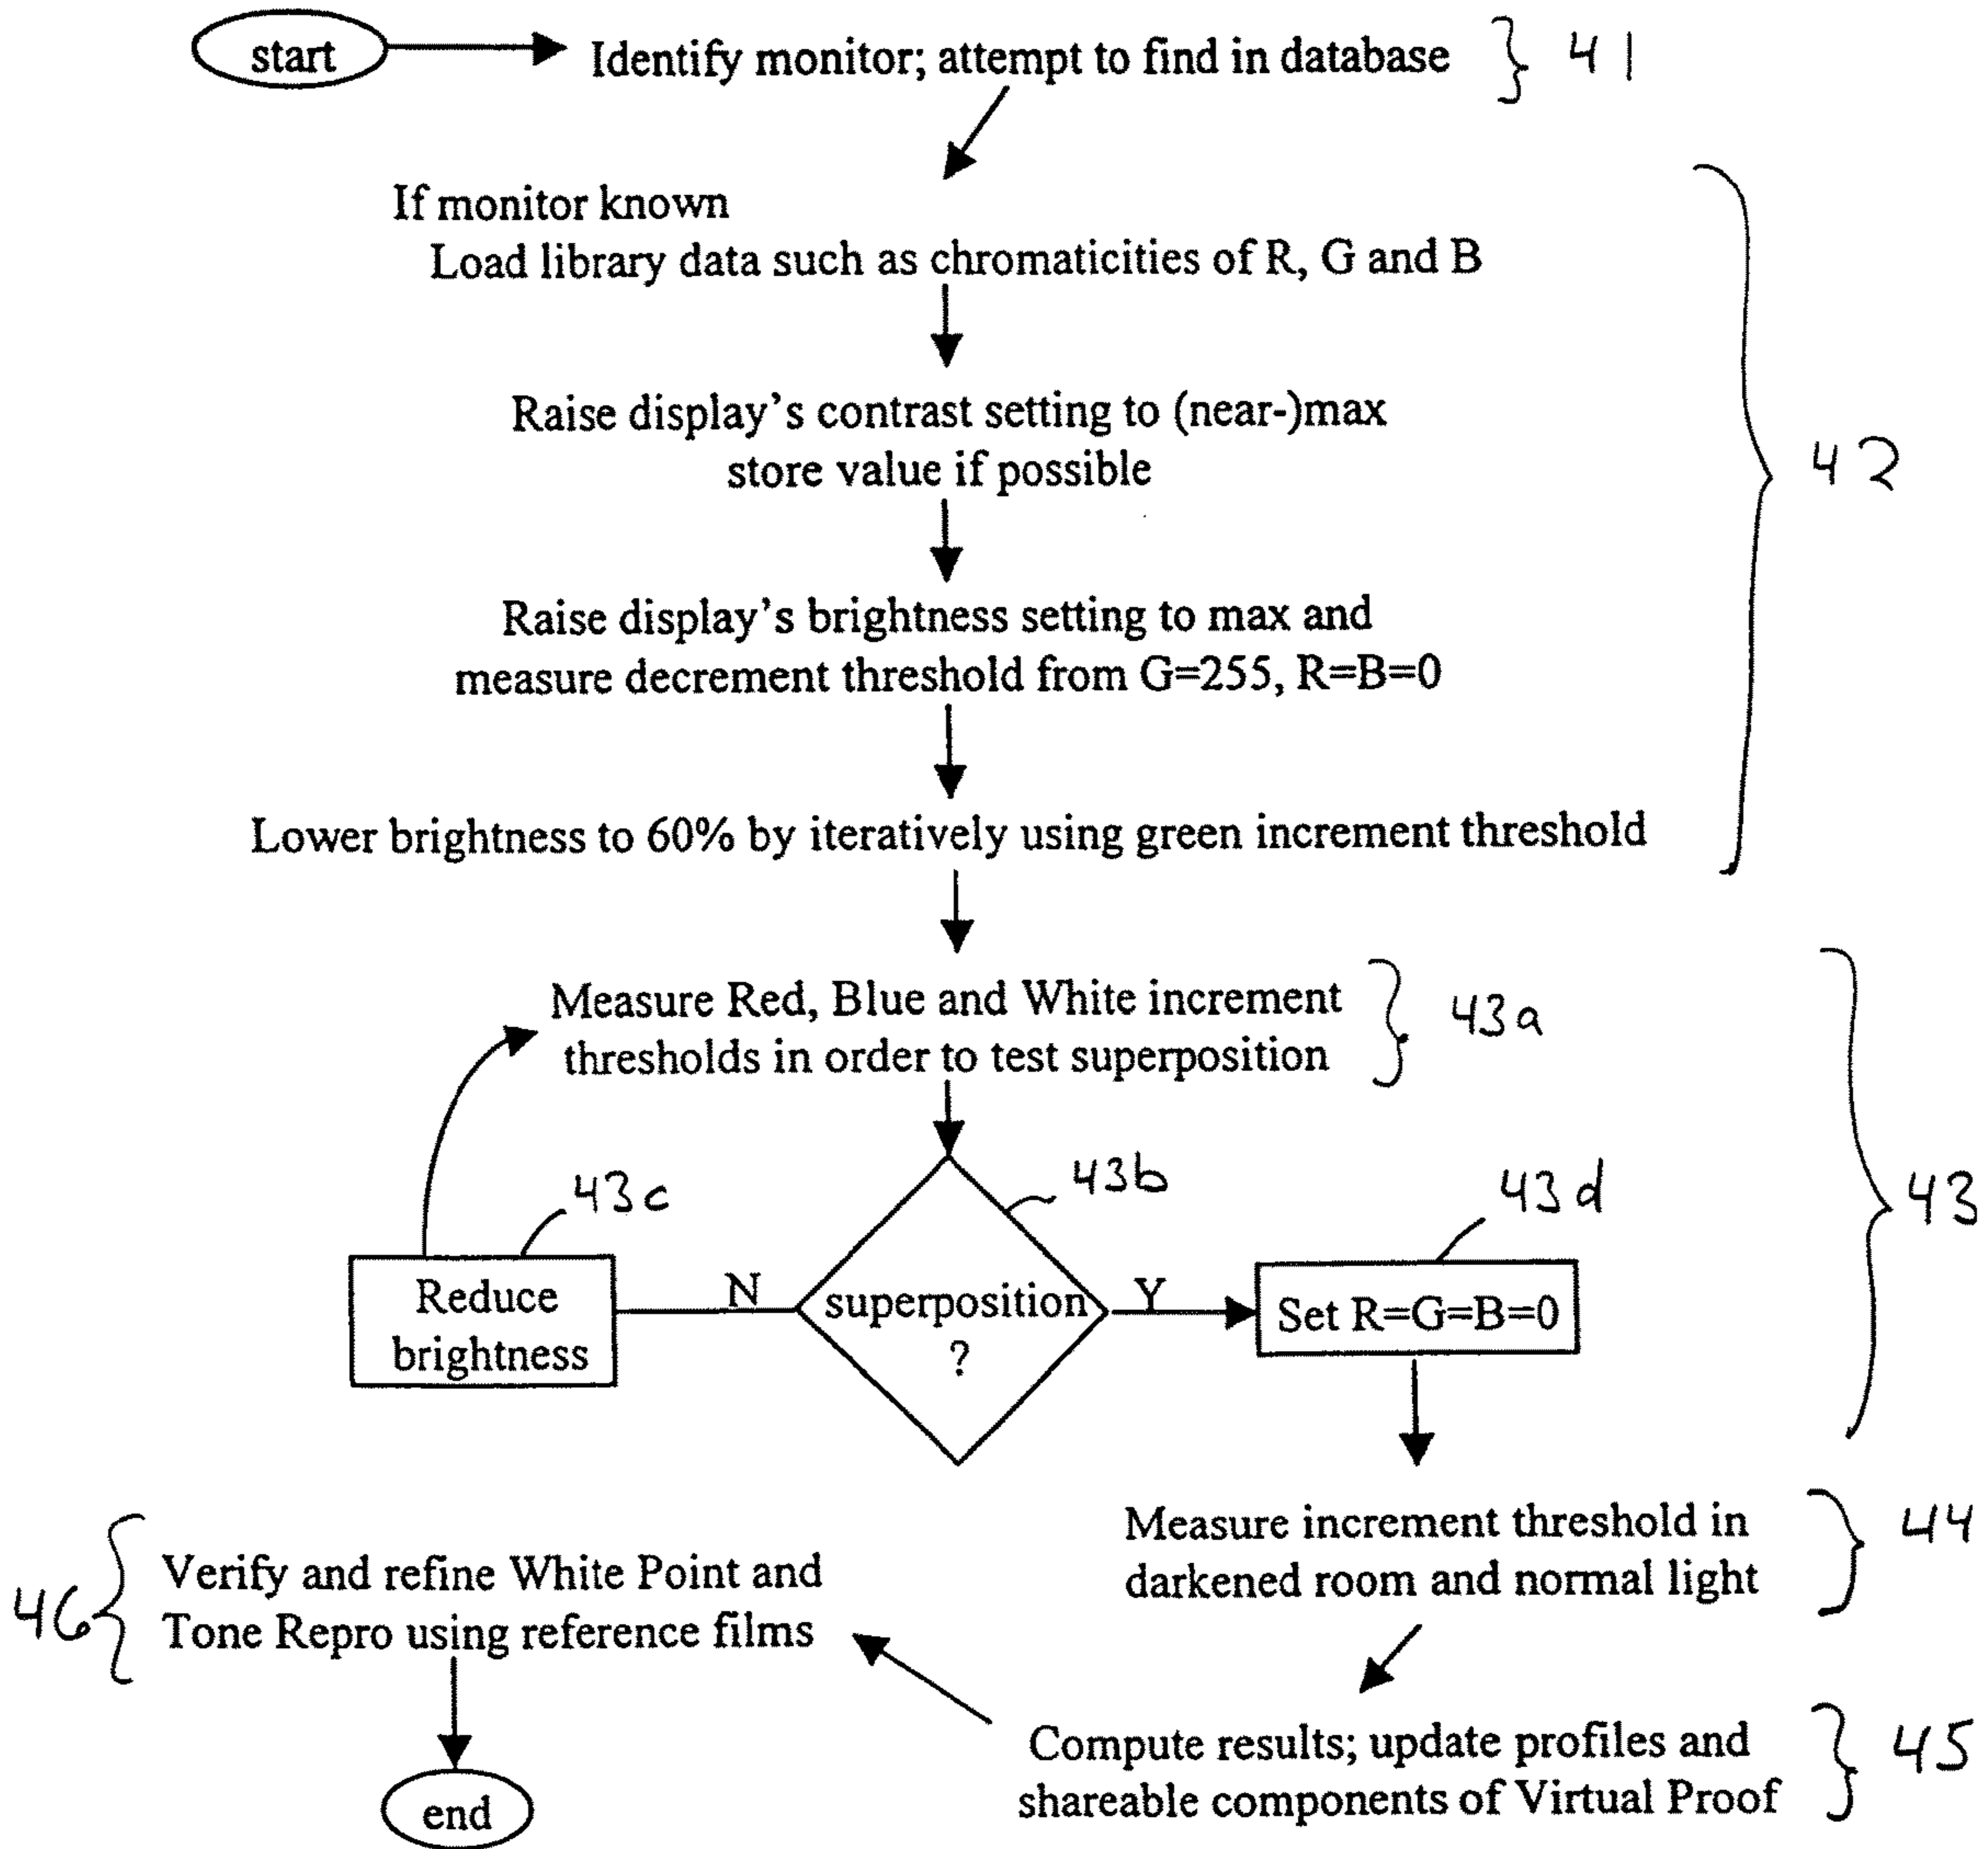 start
Identify monitor; attempt to find in database
41
If monitor known
Load library data such as chromaticities of R, G and B
Raise display's contrast setting to (near-)max
store value if possible
42
Raise display's brightness setting to max and
measure decrement threshold from G=255, R=B=0
Lower brightness to 60% by iteratively using green increment threshold
Measure Red, Blue and White increment
thresholds in order to test superposition
43a
43c
43b
43d
43
Reduce
brightness
N
superposition
?
Y
Set R=G=B=0
Measure increment threshold in
darkened room and normal light
44
46
Verify and refine White Point and
Tone Repro using reference films
Compute results; update profiles and
shareable components of Virtual Proof
45
end